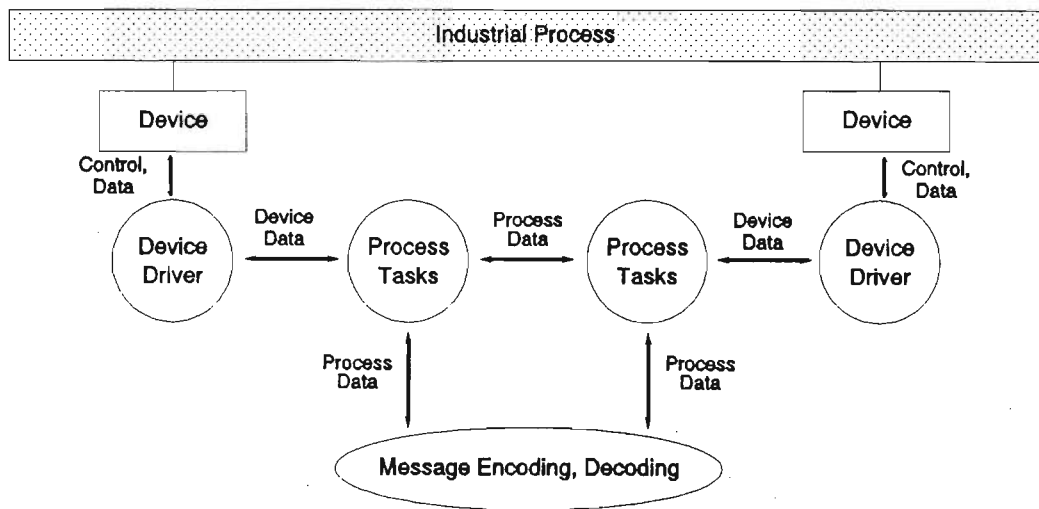 Industrial Process
Device
Device
Control,
Data
Control,
Data
Device
Driver
Device
Data
Process
Tasks
Process
Data
Process
Tasks
Device
Data
Device
Driver
Process
Data
Process
Data
Message Encoding, Decoding